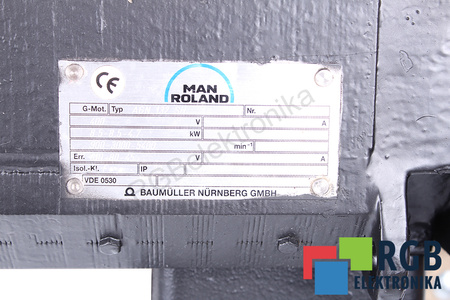 CE
MAN
ROLAND
G-Mot. Typ Nr.
V A
kW
min⁻¹
Err. V A
Isol.-Kl. IP
VDE 0530
BAUMÜLLER NÜRNBERG GMBH
RGBelektronika
RGB
ELEKTRONIKA